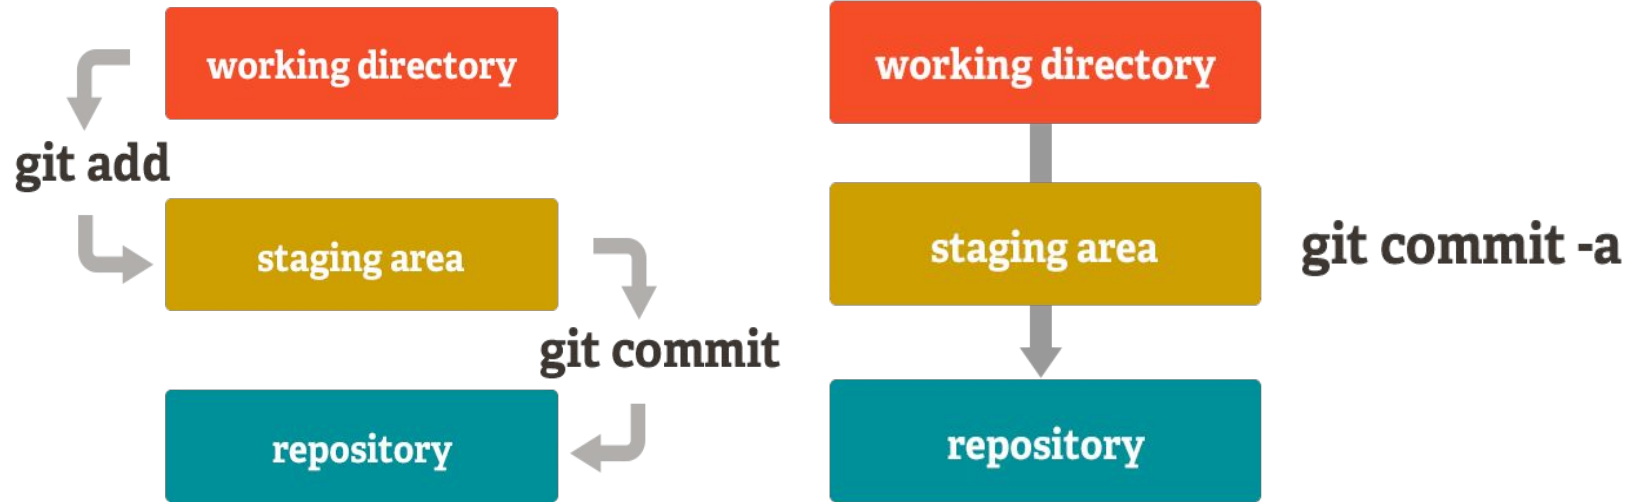 working directory
git add
staging area
git commit
repository
working directory
staging area
git commit -a
repository